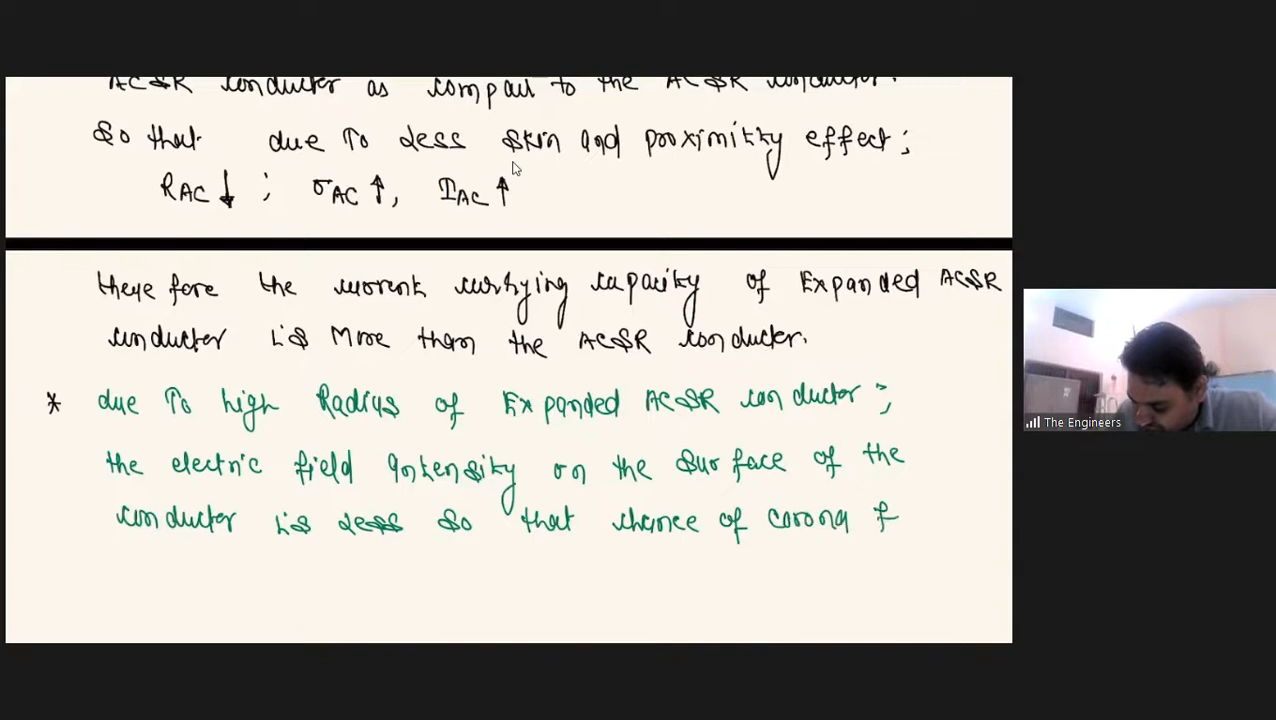 ACSR conductor as compair to the ACSR conductor.
So that due To less skin and proximity effect;
RAC ↓ ; σAC ↑, IAC ↑
there fore the current carrying capacity of Expanded ACSR
conductor is More than the ACSR conductor.
* due To high Radius of Expanded ACSR conductor;
the electric field intensity on the surface of the
conductor is less so that chance of corona f
The Engineers